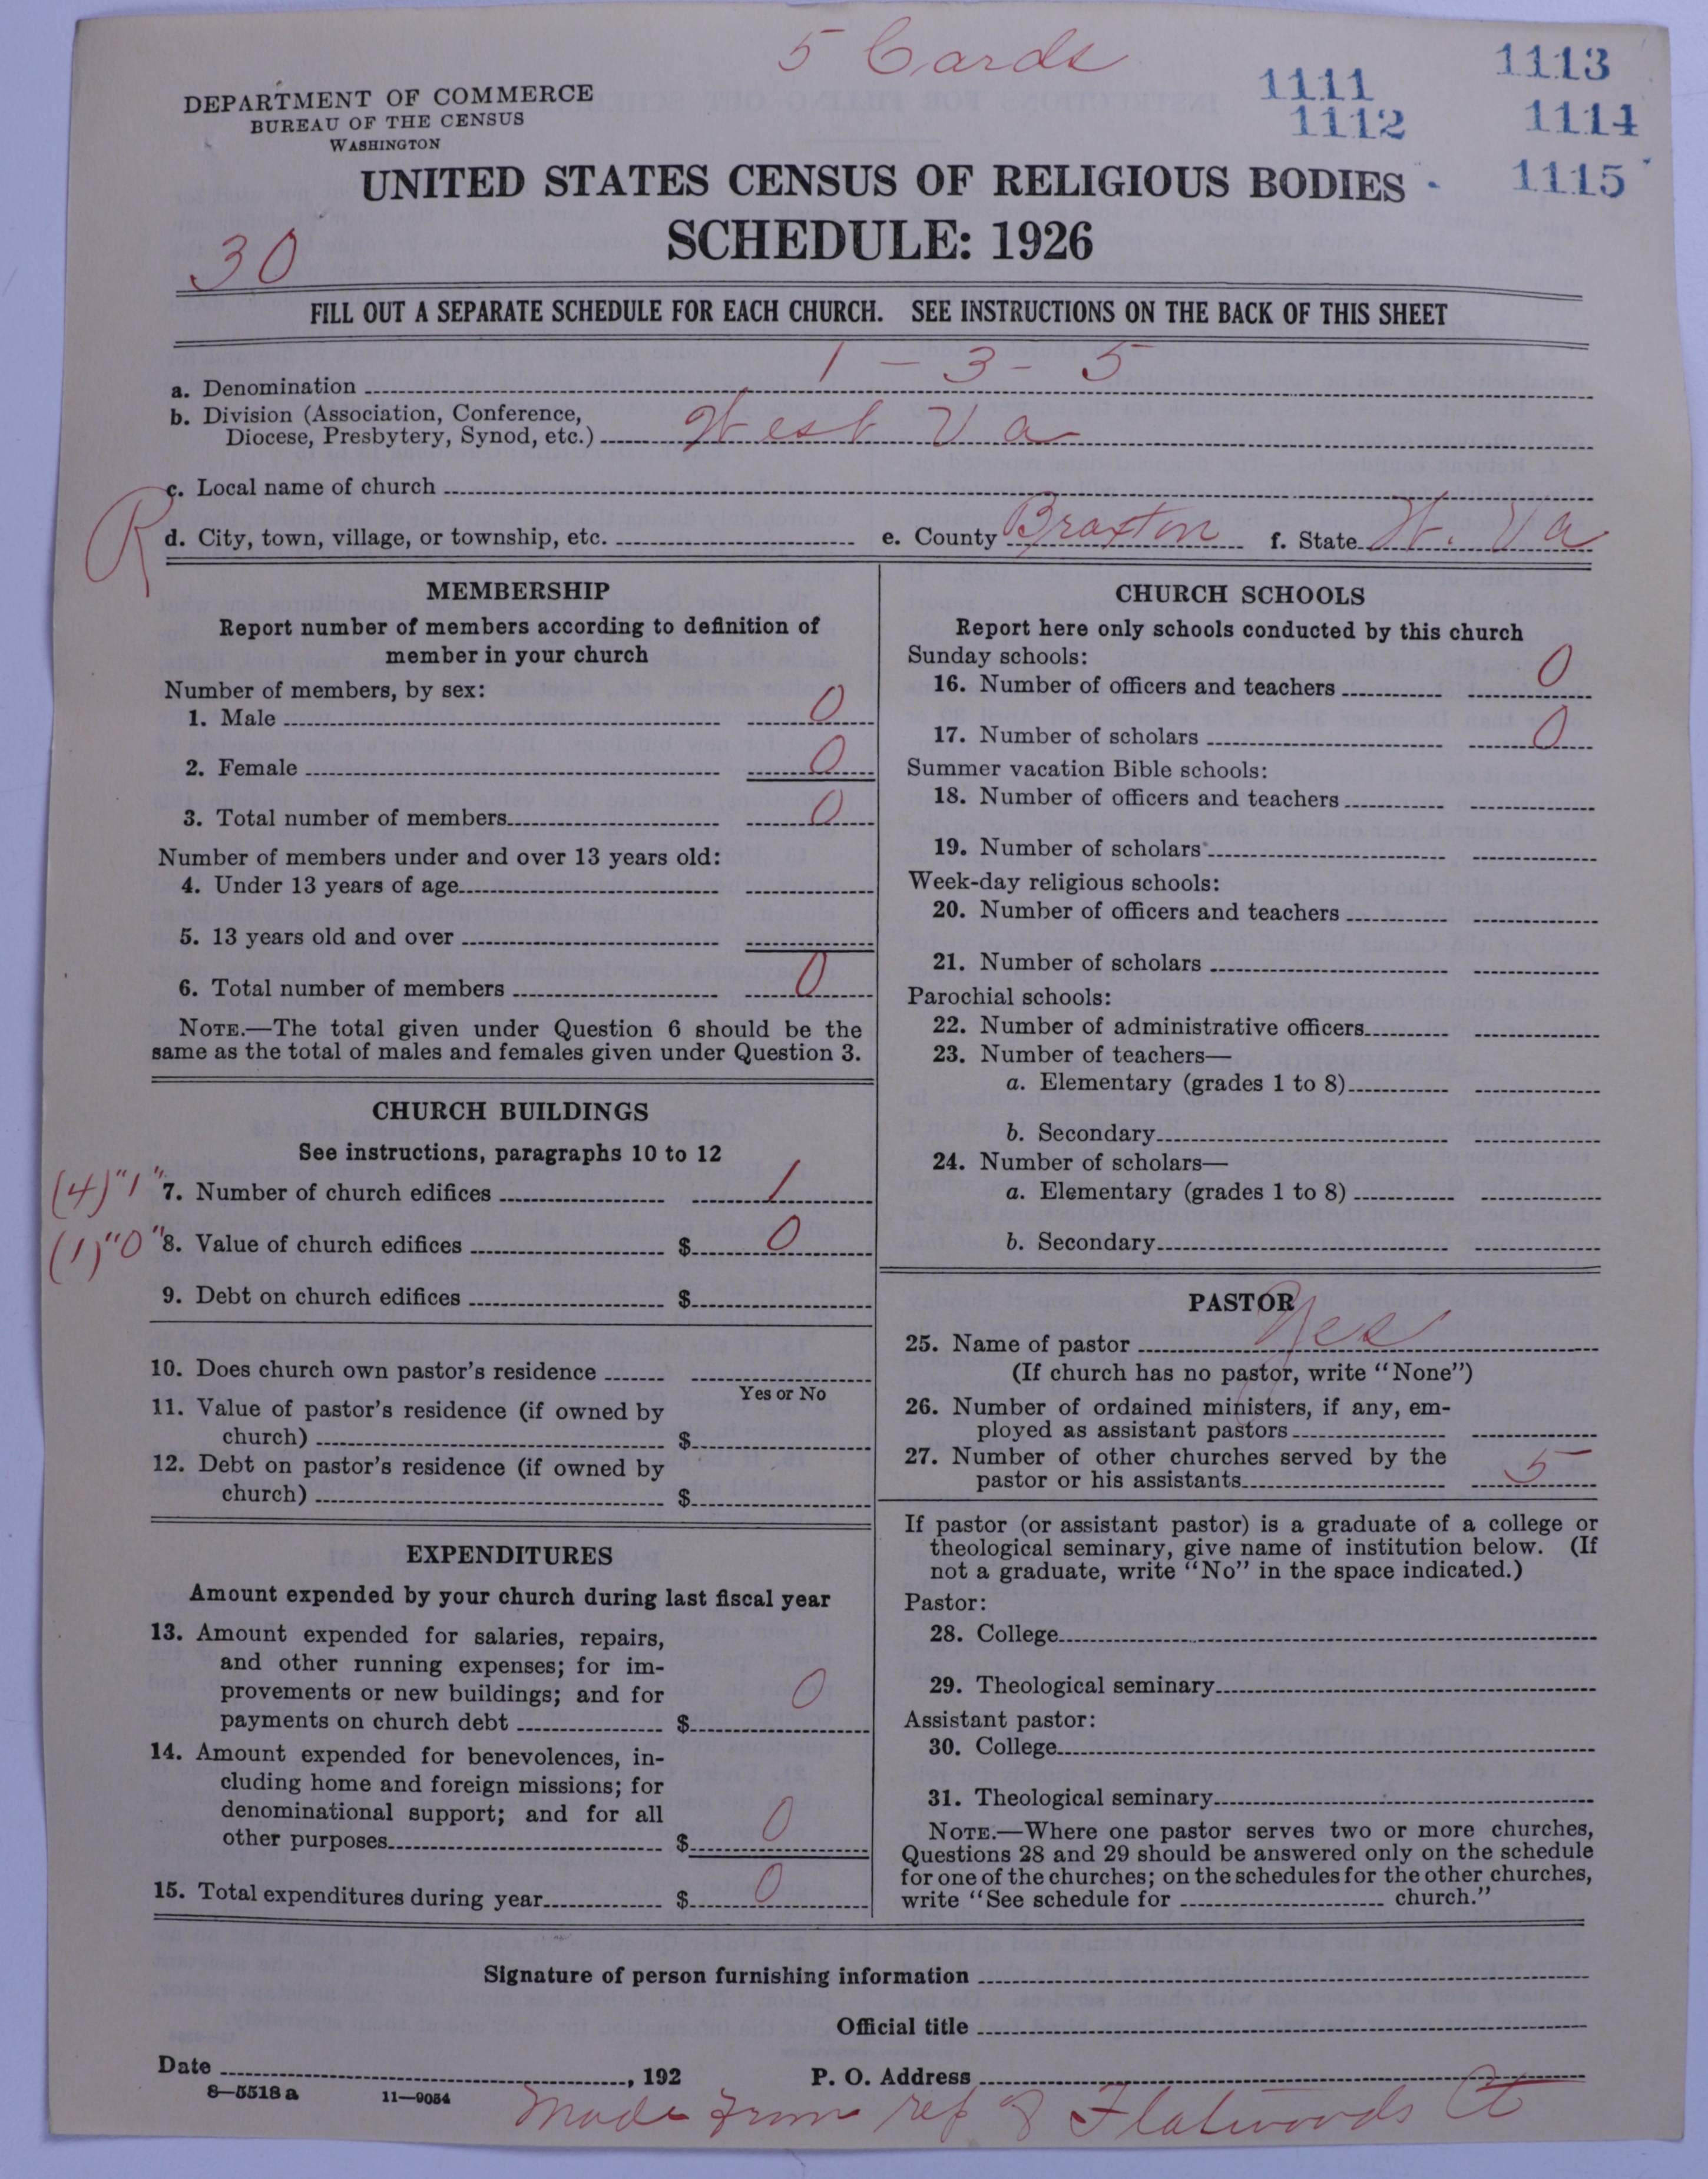 5 Cards
1111
1112
1113
1114
1115
DEPARTMENT OF COMMERCE
BUREAU OF THE CENSUS
WASHINGTON
UNITED STATES CENSUS OF RELIGIOUS BODIES
SCHEDULE: 1926
30
FILL OUT A SEPARATE SCHEDULE FOR EACH CHURCH. SEE INSTRUCTIONS ON THE BACK OF THIS SHEET
a. Denomination 1 - 3 - 5
b. Division (Association, Conference,
Diocese, Presbytery, Synod, etc.) West Va
c. Local name of church
R
d. City, town, village, or township, etc. e. County Braxton f. State W. Va
MEMBERSHIP
Report number of members according to definition of
member in your church
Number of members, by sex:
1. Male 0
2. Female 0
3. Total number of members 0
Number of members under and over 13 years old:
4. Under 13 years of age
5. 13 years old and over
6. Total number of members 0
NOTE.—The total given under Question 6 should be the
same as the total of males and females given under Question 3.
CHURCH BUILDINGS
See instructions, paragraphs 10 to 12
(4) "1" 7. Number of church edifices 1
(1) "0" 8. Value of church edifices $ 0
9. Debt on church edifices $
10. Does church own pastor's residence
Yes or No
11. Value of pastor's residence (if owned by
church) $
12. Debt on pastor's residence (if owned by
church) $
EXPENDITURES
Amount expended by your church during last fiscal year
13. Amount expended for salaries, repairs,
and other running expenses; for im-
provements or new buildings; and for
payments on church debt $ 0
14. Amount expended for benevolences, in-
cluding home and foreign missions; for
denominational support; and for all
other purposes $ 0
15. Total expenditures during year $ 0
CHURCH SCHOOLS
Report here only schools conducted by this church
Sunday schools:
16. Number of officers and teachers 0
17. Number of scholars 0
Summer vacation Bible schools:
18. Number of officers and teachers
19. Number of scholars
Week-day religious schools:
20. Number of officers and teachers
21. Number of scholars
Parochial schools:
22. Number of administrative officers
23. Number of teachers—
a. Elementary (grades 1 to 8)
b. Secondary
24. Number of scholars—
a. Elementary (grades 1 to 8)
b. Secondary
PASTOR
25. Name of pastor Yes
(If church has no pastor, write "None")
26. Number of ordained ministers, if any, em-
ployed as assistant pastors
27. Number of other churches served by the
pastor or his assistants 5
If pastor (or assistant pastor) is a graduate of a college or
theological seminary, give name of institution below. (If
not a graduate, write "No" in the space indicated.)
Pastor:
28. College
29. Theological seminary
Assistant pastor:
30. College
31. Theological seminary
NOTE.—Where one pastor serves two or more churches,
Questions 28 and 29 should be answered only on the schedule
for one of the churches; on the schedules for the other churches,
write "See schedule for church."
Signature of person furnishing information
Official title
Date , 192 P. O. Address
8—5518 a 11—9054
Made from rep of Flatwoods Ct